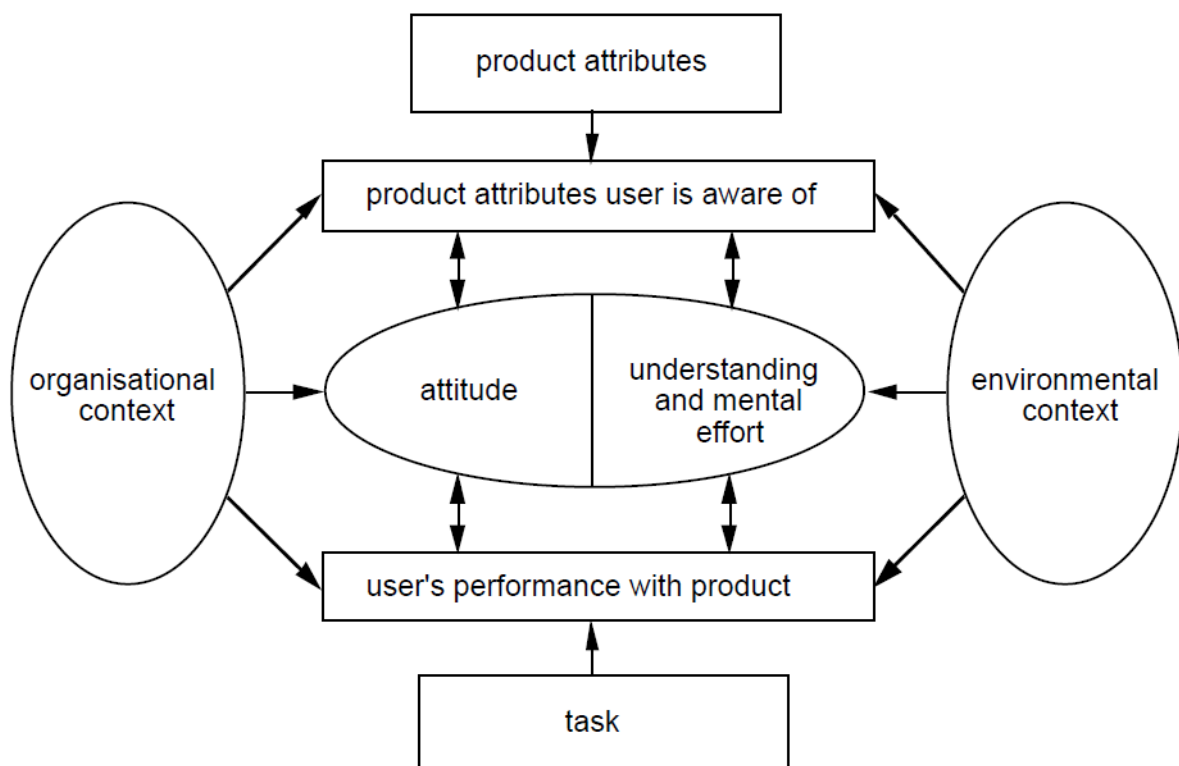 product attributes
product attributes user is aware of
organisational
context
attitude
understanding
and mental
effort
environmental
context
user's performance with product
task